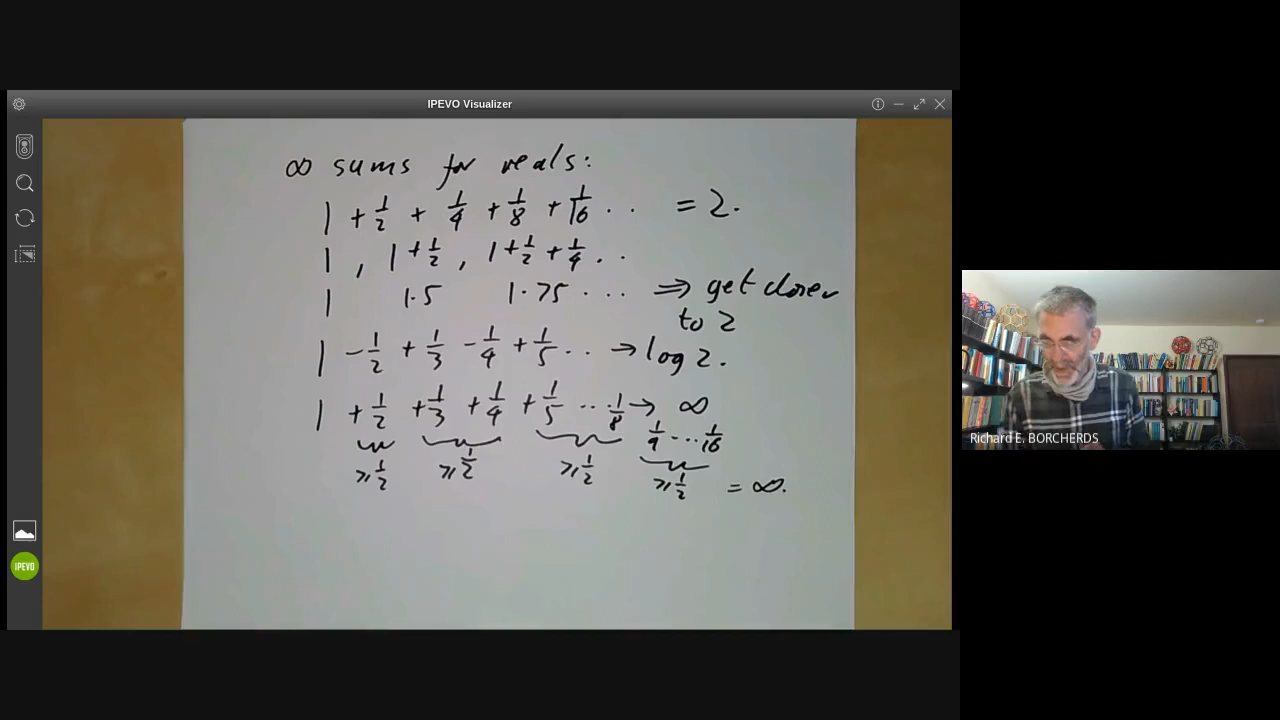 IPEVO Visualizer
∞ sums for reals:
1 + 1/2 + 1/4 + 1/8 + 1/16 . . = 2.
1 , 1 + 1/2 , 1 + 1/2 + 1/4 . .
1 1.5 1.75 . . . ⇒ get closer
to 2
1 - 1/2 + 1/3 - 1/4 + 1/5 . . → log 2.
1 + 1/2 + 1/3 + 1/4 + 1/5 . . . 1/8 → ∞
1/9 . . . 1/16
≥ 1/2 ≥ 1/2 ≥ 1/2 ≥ 1/2 = ∞.
Richard E. BORCHERDS
IPEVO